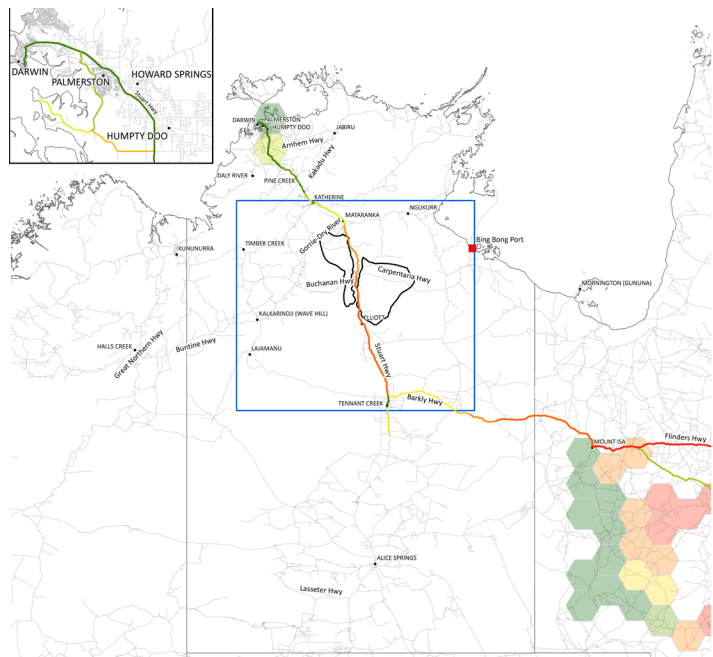 DARWIN
PALMERSTON
HOWARD SPRINGS
Stuart Hwy
HUMPTY DOO
DARWIN
PALMERSTON
HUMPTY DOO
JABIRU
Arnhem Hwy
Kakadu Hwy
DALY RIVER
PINE CREEK
KATHERINE
NGUKURR
MATARANKA
Gorrie-Dry River
Bing Bong Port
KUNUNURRA
TIMBER CREEK
Carpentaria Hwy
Buchanan Hwy
MORNINGTON (GUNUNA)
KALKARINDJI (WAVE HILL)
ELLIOTT
HALLS CREEK
Great Northern Hwy
Buntine Hwy
LAJAMANU
Stuart Hwy
TENNANT CREEK
Barkly Hwy
MOUNT ISA
Flinders Hwy
ALICE SPRINGS
Lasseter Hwy